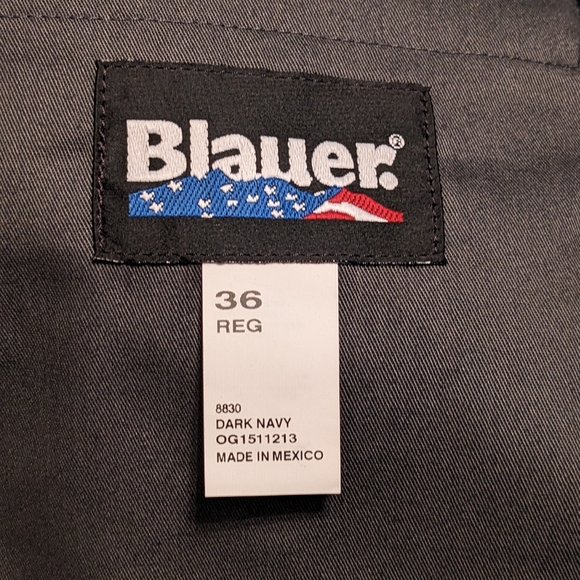 Blauer.®
36
REG
8830
DARK NAVY
OG1511213
MADE IN MEXICO